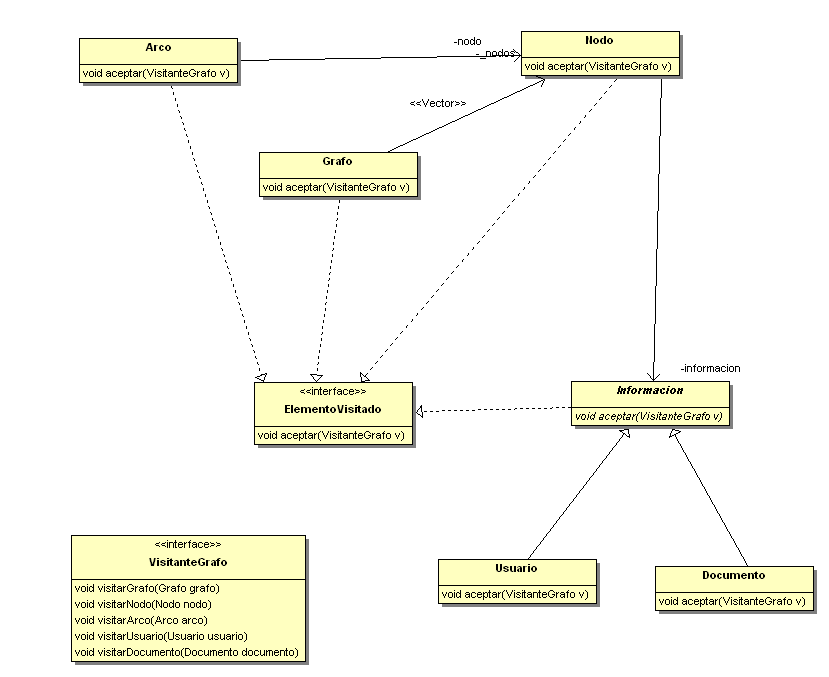 Arco
void aceptar(VisitanteGrafo v)
-nodo
-_nodos
Nodo
void aceptar(VisitanteGrafo v)
<<Vector>>
Grafo
void aceptar(VisitanteGrafo v)
-informacion
<<interface>>
ElementoVisitado
void aceptar(VisitanteGrafo v)
Informacion
void aceptar(VisitanteGrafo v)
<<interface>>
VisitanteGrafo
void visitarGrafo(Grafo grafo)
void visitarNodo(Nodo nodo)
void visitarArco(Arco arco)
void visitarUsuario(Usuario usuario)
void visitarDocumento(Documento documento)
Usuario
void aceptar(VisitanteGrafo v)
Documento
void aceptar(VisitanteGrafo v)